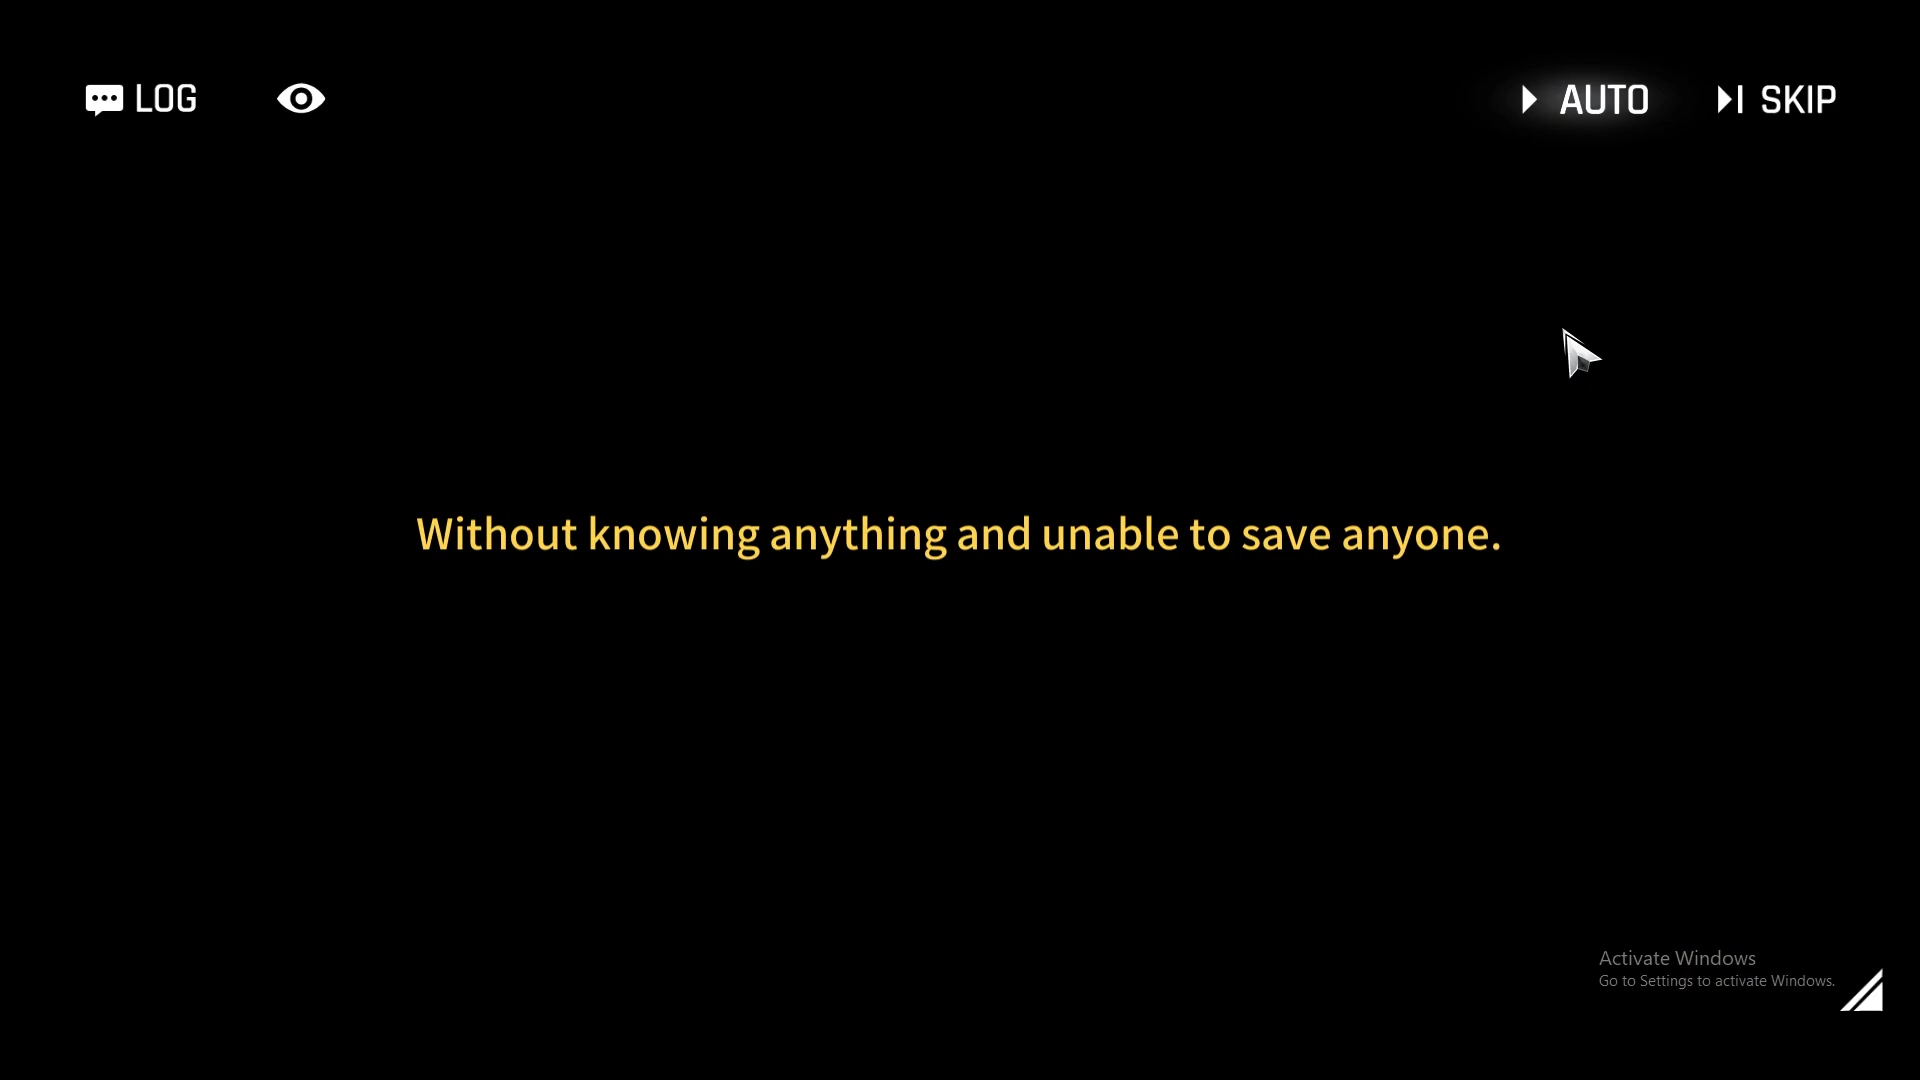 LOG
AUTO
SKIP
Without knowing anything and unable to save anyone.
Activate Windows
Go to Settings to activate Windows.